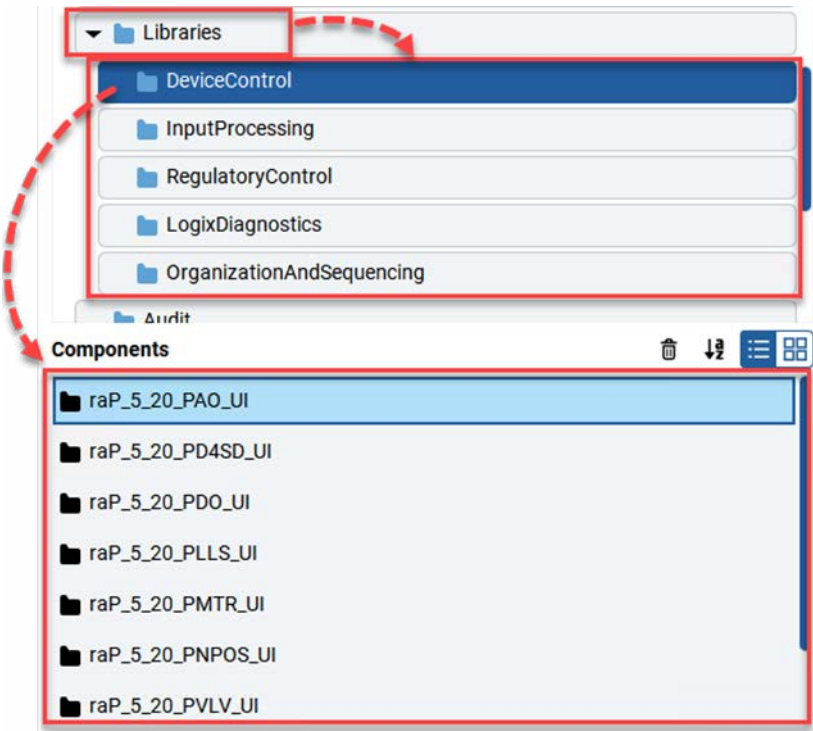 Libraries
DeviceControl
InputProcessing
RegulatoryControl
LogixDiagnostics
OrganizationAndSequencing
Audit
Components
raP_5_20_PAO_UI
raP_5_20_PD4SD_UI
raP_5_20_PDO_UI
raP_5_20_PLLS_UI
raP_5_20_PMTR_UI
raP_5_20_PNPOS_UI
raP_5_20_PVLV_UI